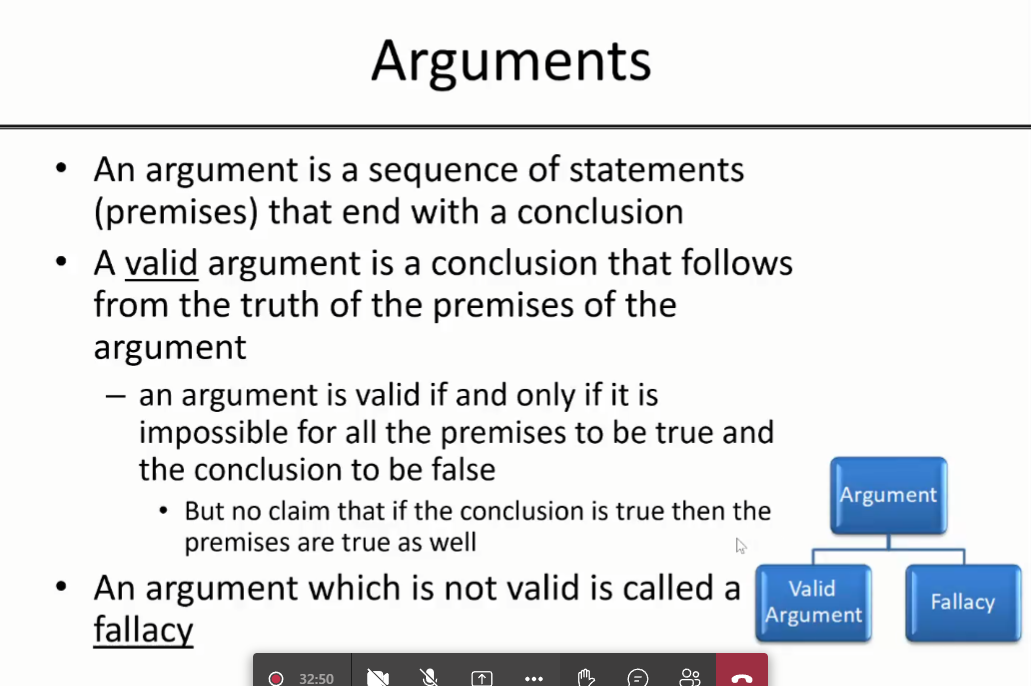 Arguments
• An argument is a sequence of statements
(premises) that end with a conclusion
• A valid argument is a conclusion that follows
from the truth of the premises of the
argument
– an argument is valid if and only if it is
impossible for all the premises to be true and
the conclusion to be false
• But no claim that if the conclusion is true then the
premises are true as well
• An argument which is not valid is called a
fallacy
Argument
Valid
Argument
Fallacy
32:50